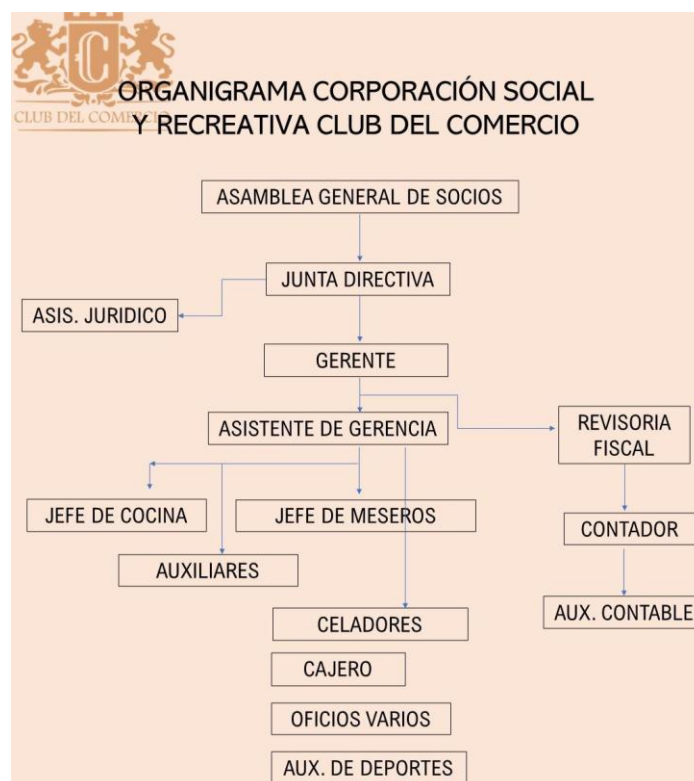 C
CLUB DEL COMERCIO
ORGANIGRAMA CORPORACIÓN SOCIAL
Y RECREATIVA CLUB DEL COMERCIO
ASAMBLEA GENERAL DE SOCIOS
JUNTA DIRECTIVA
ASIS. JURIDICO
GERENTE
ASISTENTE DE GERENCIA
REVISORIA
FISCAL
JEFE DE COCINA
JEFE DE MESEROS
CONTADOR
AUXILIARES
AUX. CONTABLE
CELADORES
CAJERO
OFICIOS VARIOS
AUX. DE DEPORTES